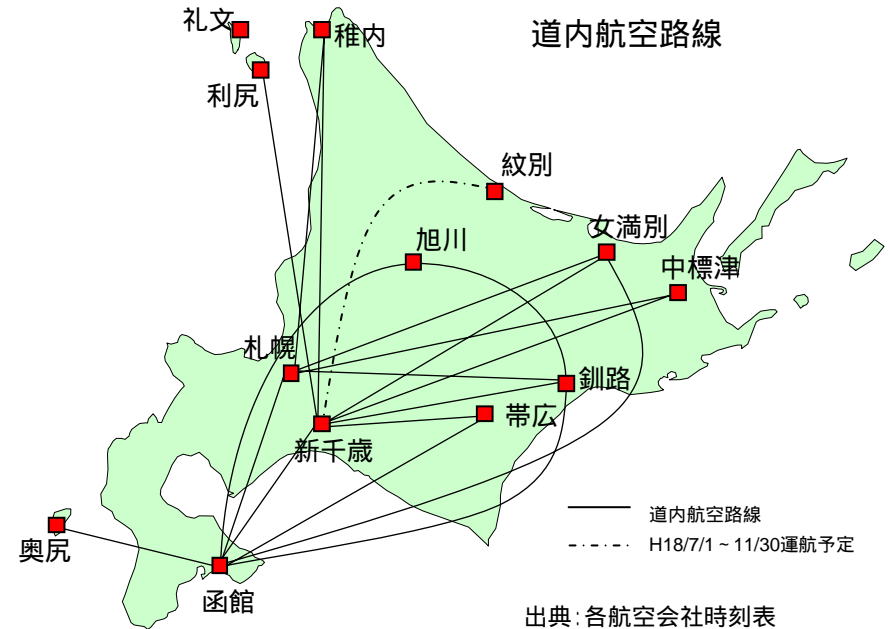 道内航空路線
礼文
稚内
利尻
紋別
旭川
女満別
中標津
札幌
釧路
帯広
新千歳
奥尻
函館
道内航空路線
H18/7/1~11/30運航予定
出典:各航空会社時刻表